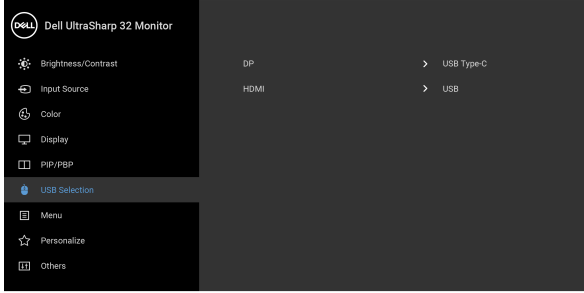 DELL Dell UltraSharp 32 Monitor
Brightness/Contrast
DP USB Type-C
Input Source
HDMI USB
Color
Display
PIP/PBP
USB Selection
Menu
Personalize
Others